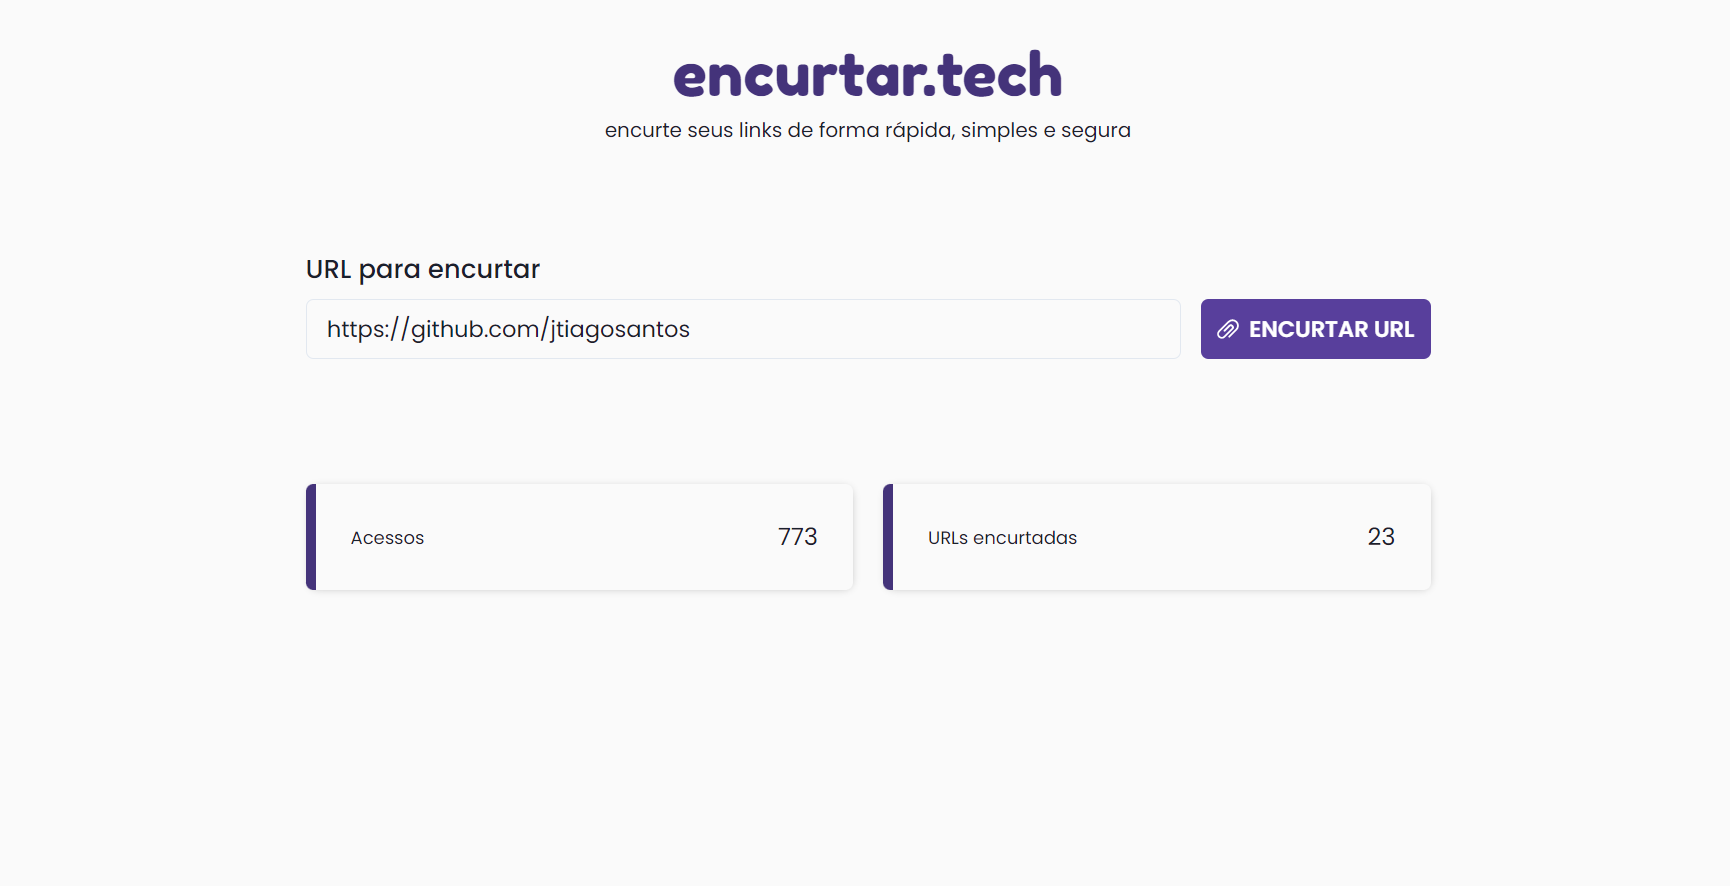 encurtar.tech
encurte seus links de forma rápida, simples e segura
URL para encurtar
https://github.com/jtiagosantos
ENCURTAR URL
Acessos 773
URLs encurtadas 23